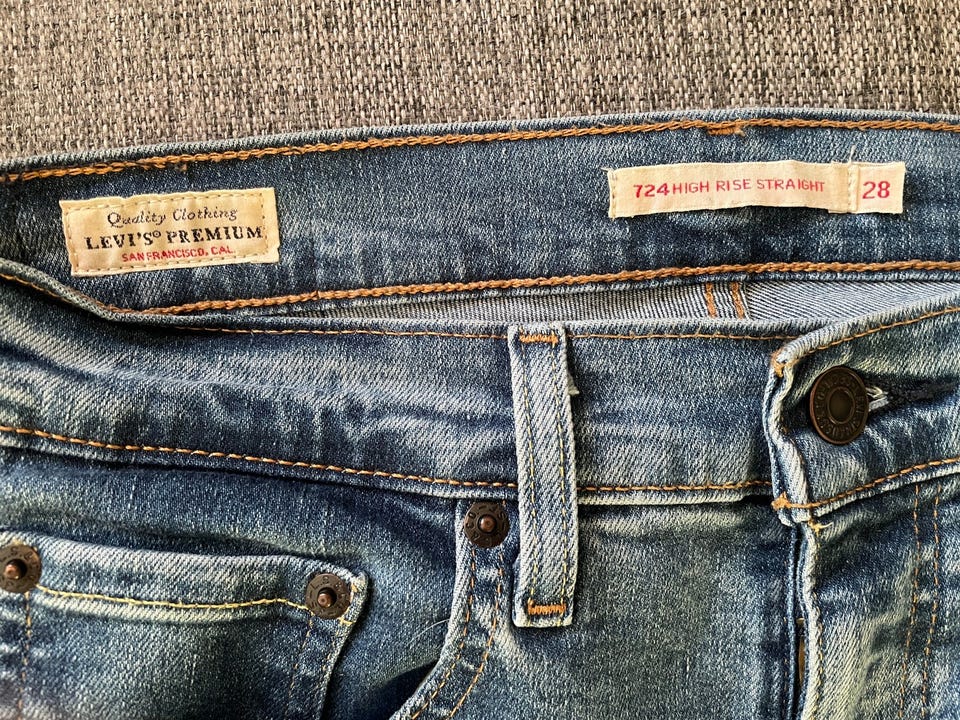 Quality Clothing
LEVI'S® PREMIUM
SAN FRANCISCO, CAL.
724 HIGH RISE STRAIGHT 28